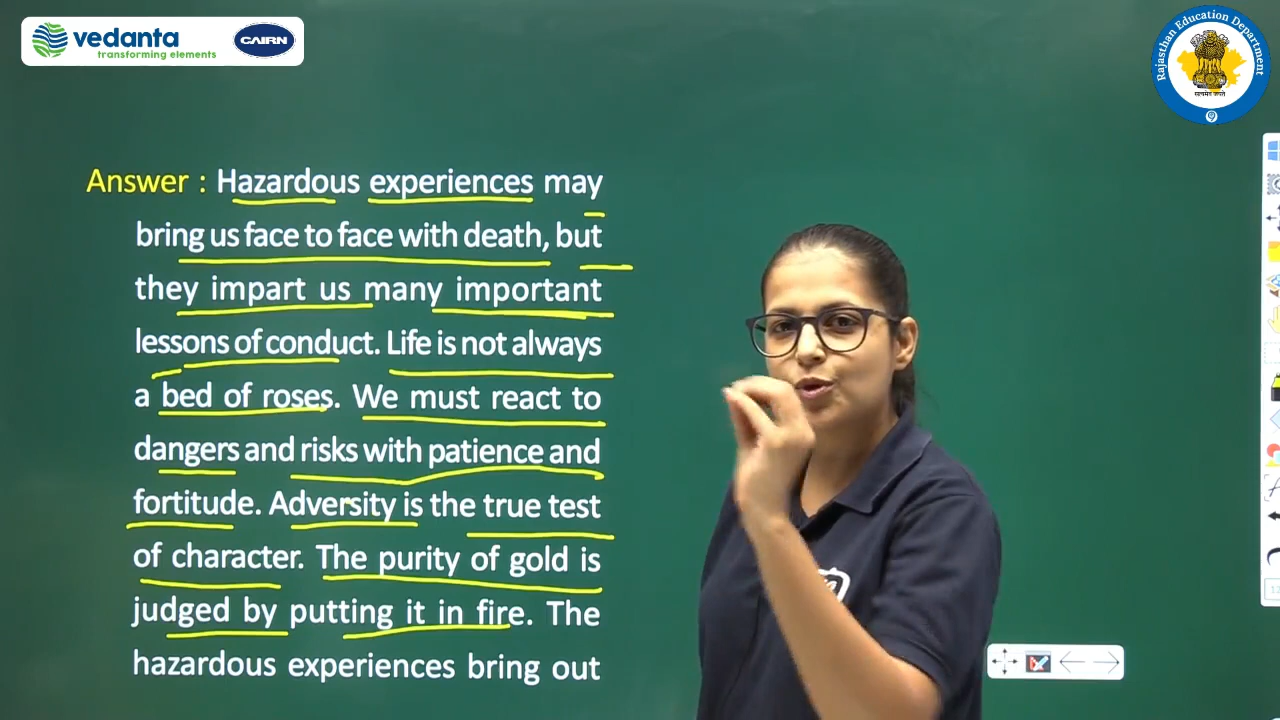 vedanta
transforming elements
CAIRN
Rajasthan Education Department
सत्यमेव जयते
Answer : Hazardous experiences may
bring us face to face with death, but
they impart us many important
lessons of conduct. Life is not always
a bed of roses. We must react to
dangers and risks with patience and
fortitude. Adversity is the true test
of character. The purity of gold is
judged by putting it in fire. The
hazardous experiences bring out